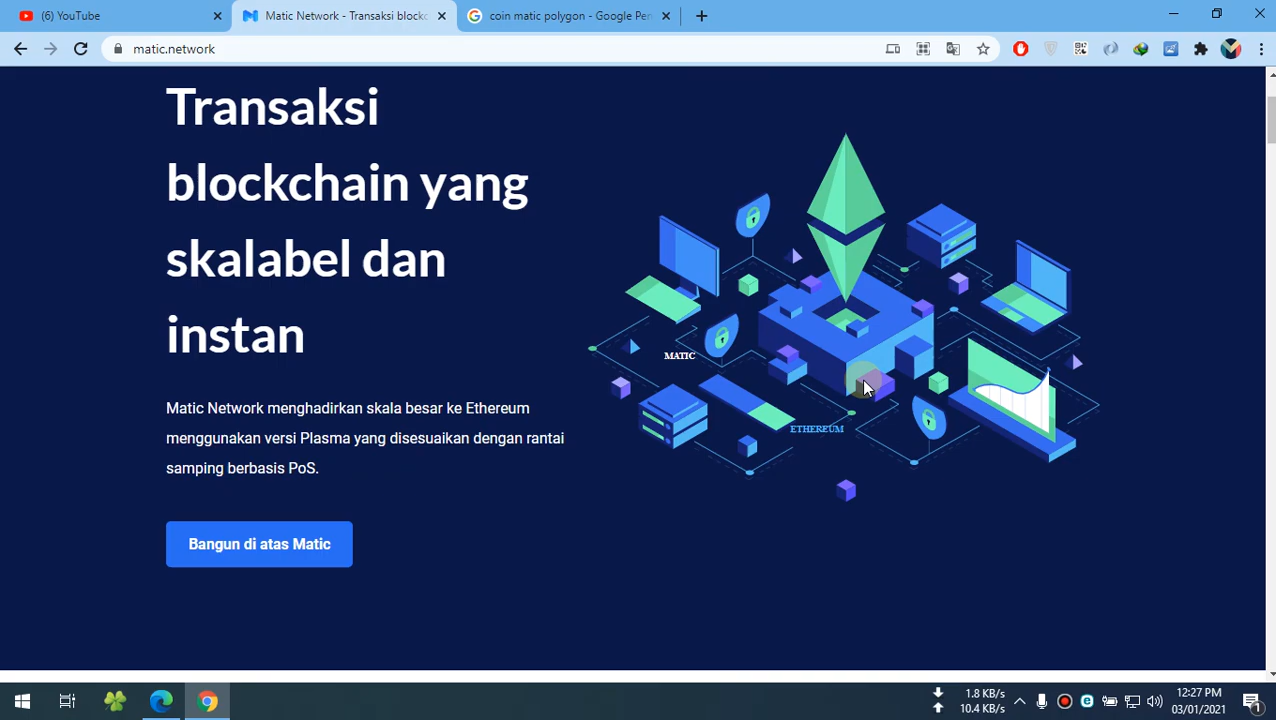 (6) YouTube
Matic Network - Transaksi blockc
coin matic polygon - Google Pen
matic.network
Transaksi
blockchain yang
skalabel dan
instan
Matic Network menghadirkan skala besar ke Ethereum
menggunakan versi Plasma yang disesuaikan dengan rantai
samping berbasis PoS.
Bangun di atas Matic
MATIC
ETHEREUM
1.8 KB/s
10.4 KB/s
12:27 PM
03/01/2021
1